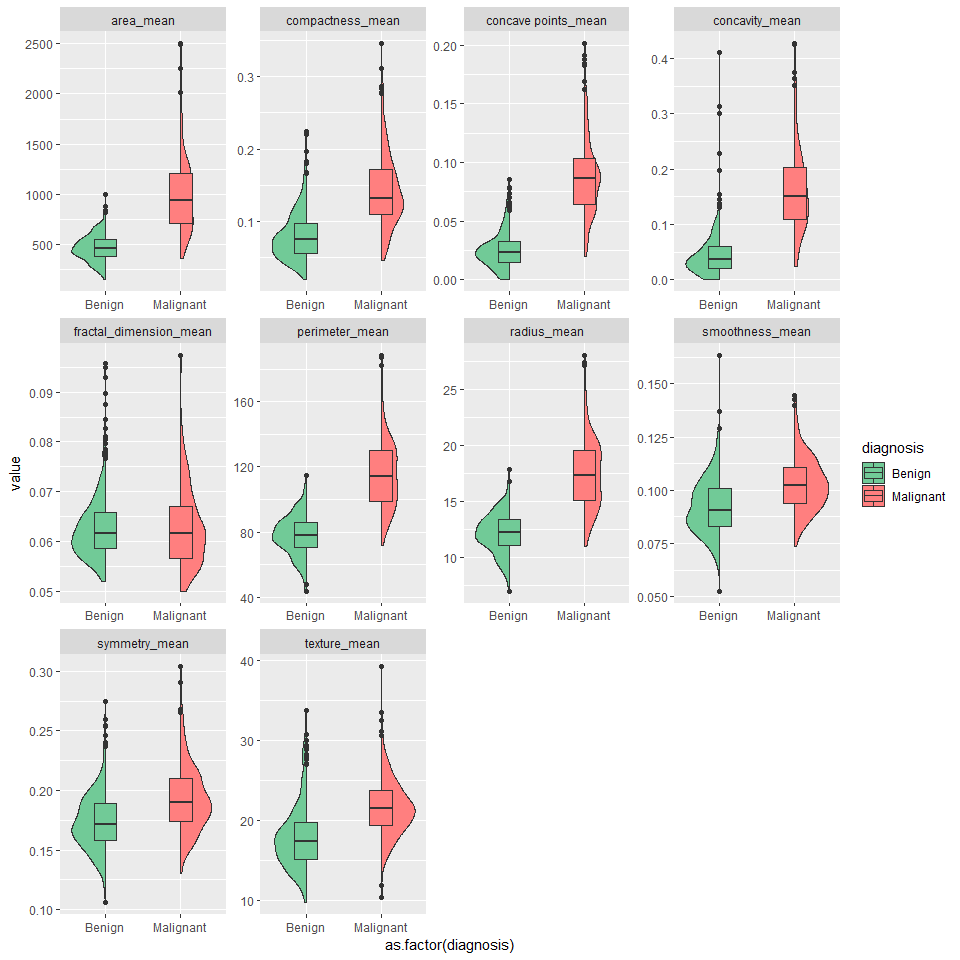 area_mean
compactness_mean
concave points_mean
concavity_mean
2500
2000
1500
1000
500
0.3
0.2
0.1
0.20
0.15
0.10
0.05
0.00
0.4
0.3
0.2
0.1
0.0
Benign Malignant
Benign Malignant
Benign Malignant
Benign Malignant
fractal_dimension_mean
perimeter_mean
radius_mean
smoothness_mean
0.09
0.08
0.07
0.06
0.05
160
120
80
40
25
20
15
10
0.150
0.125
0.100
0.075
0.050
Benign Malignant
Benign Malignant
Benign Malignant
Benign Malignant
symmetry_mean
texture_mean
0.30
0.25
0.20
0.15
0.10
40
30
20
10
Benign Malignant
Benign Malignant
value
as.factor(diagnosis)
diagnosis
Benign
Malignant